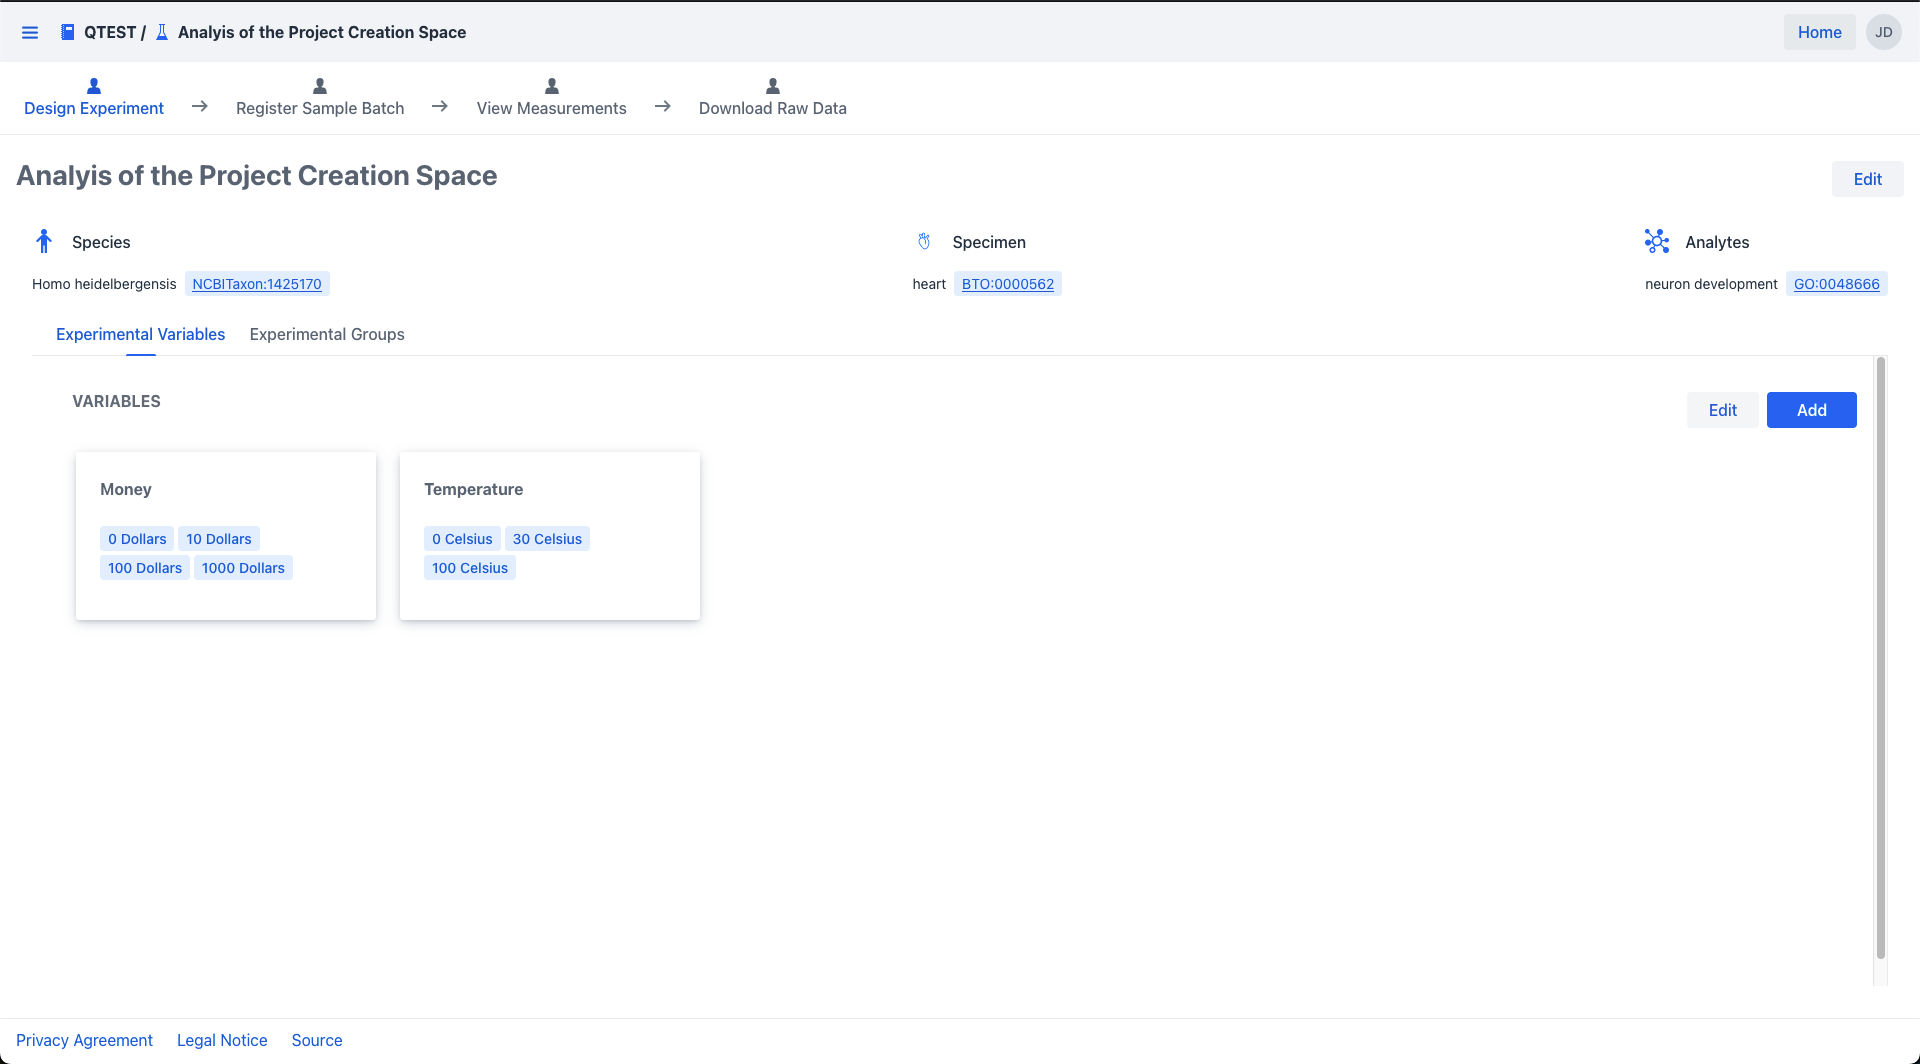 QTEST / Analyis of the Project Creation Space
Home
JD
Design Experiment
Register Sample Batch
View Measurements
Download Raw Data
Analyis of the Project Creation Space
Edit
Species
Specimen
Analytes
Homo heidelbergensis NCBITaxon:1425170
heart BTO:0000562
neuron development GO:0048666
Experimental Variables
Experimental Groups
VARIABLES
Edit
Add
Money
0 Dollars 10 Dollars
100 Dollars 1000 Dollars
Temperature
0 Celsius 30 Celsius
100 Celsius
Privacy Agreement
Legal Notice
Source